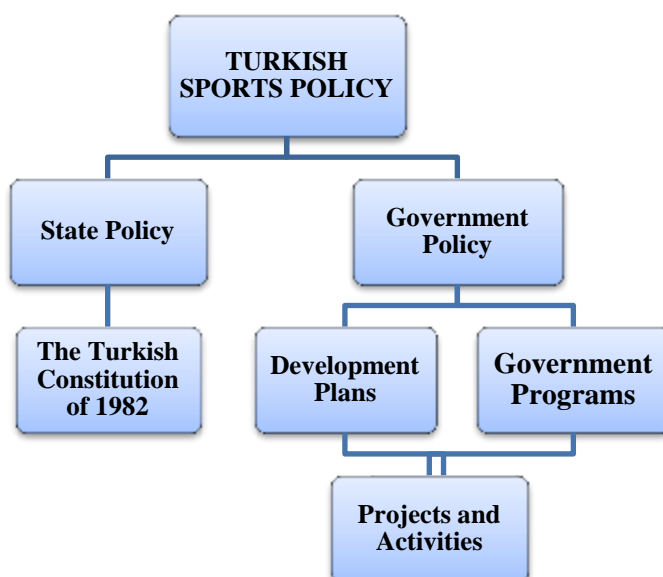 TURKISH
SPORTS POLICY
State Policy
Government
Policy
The Turkish
Constitution
of 1982
Development
Plans
Government
Programs
Projects and
Activities